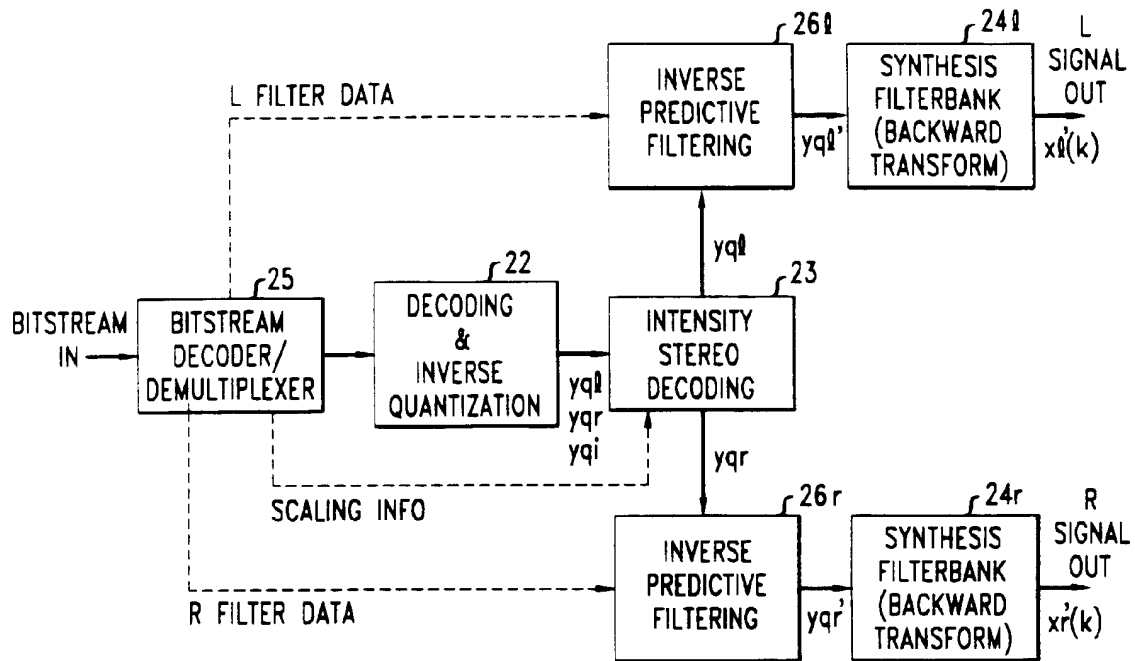 26ℓ
INVERSE
PREDICTIVE
FILTERING
24ℓ
SYNTHESIS
FILTERBANK
(BACKWARD
TRANSFORM)
L
SIGNAL
OUT
xℓ'(k)
L FILTER DATA
yqℓ'
yqℓ
BITSTREAM
IN
25
BITSTREAM
DECODER/
DEMULTIPLEXER
22
DECODING
&
INVERSE
QUANTIZATION
yqℓ
yqr
yqi
23
INTENSITY
STEREO
DECODING
yqr
SCALING INFO
R FILTER DATA
26r
INVERSE
PREDICTIVE
FILTERING
yqr'
24r
SYNTHESIS
FILTERBANK
(BACKWARD
TRANSFORM)
R
SIGNAL
OUT
xr'(k)